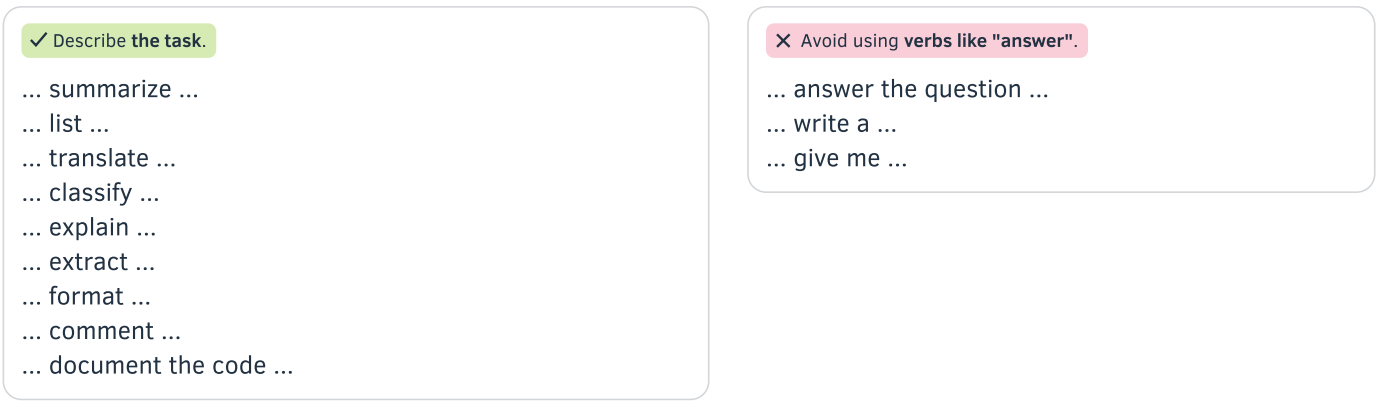 ✓ Describe the task.
... summarize ...
... list ...
... translate ...
... classify ...
... explain ...
... extract ...
... format ...
... comment ...
... document the code ...
✕ Avoid using verbs like "answer".
... answer the question ...
... write a ...
... give me ...